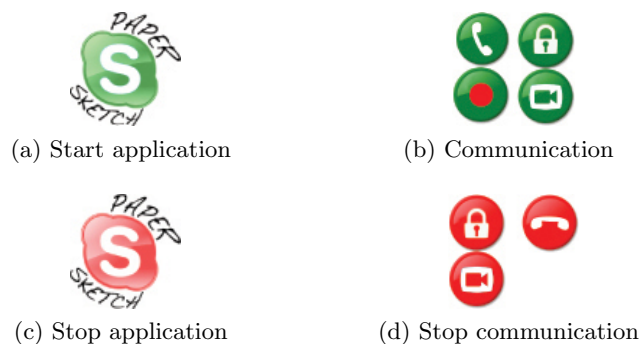 PAPER
S
SKETCH
(a) Start application
(b) Communication
PAPER
S
SKETCH
(c) Stop application
(d) Stop communication